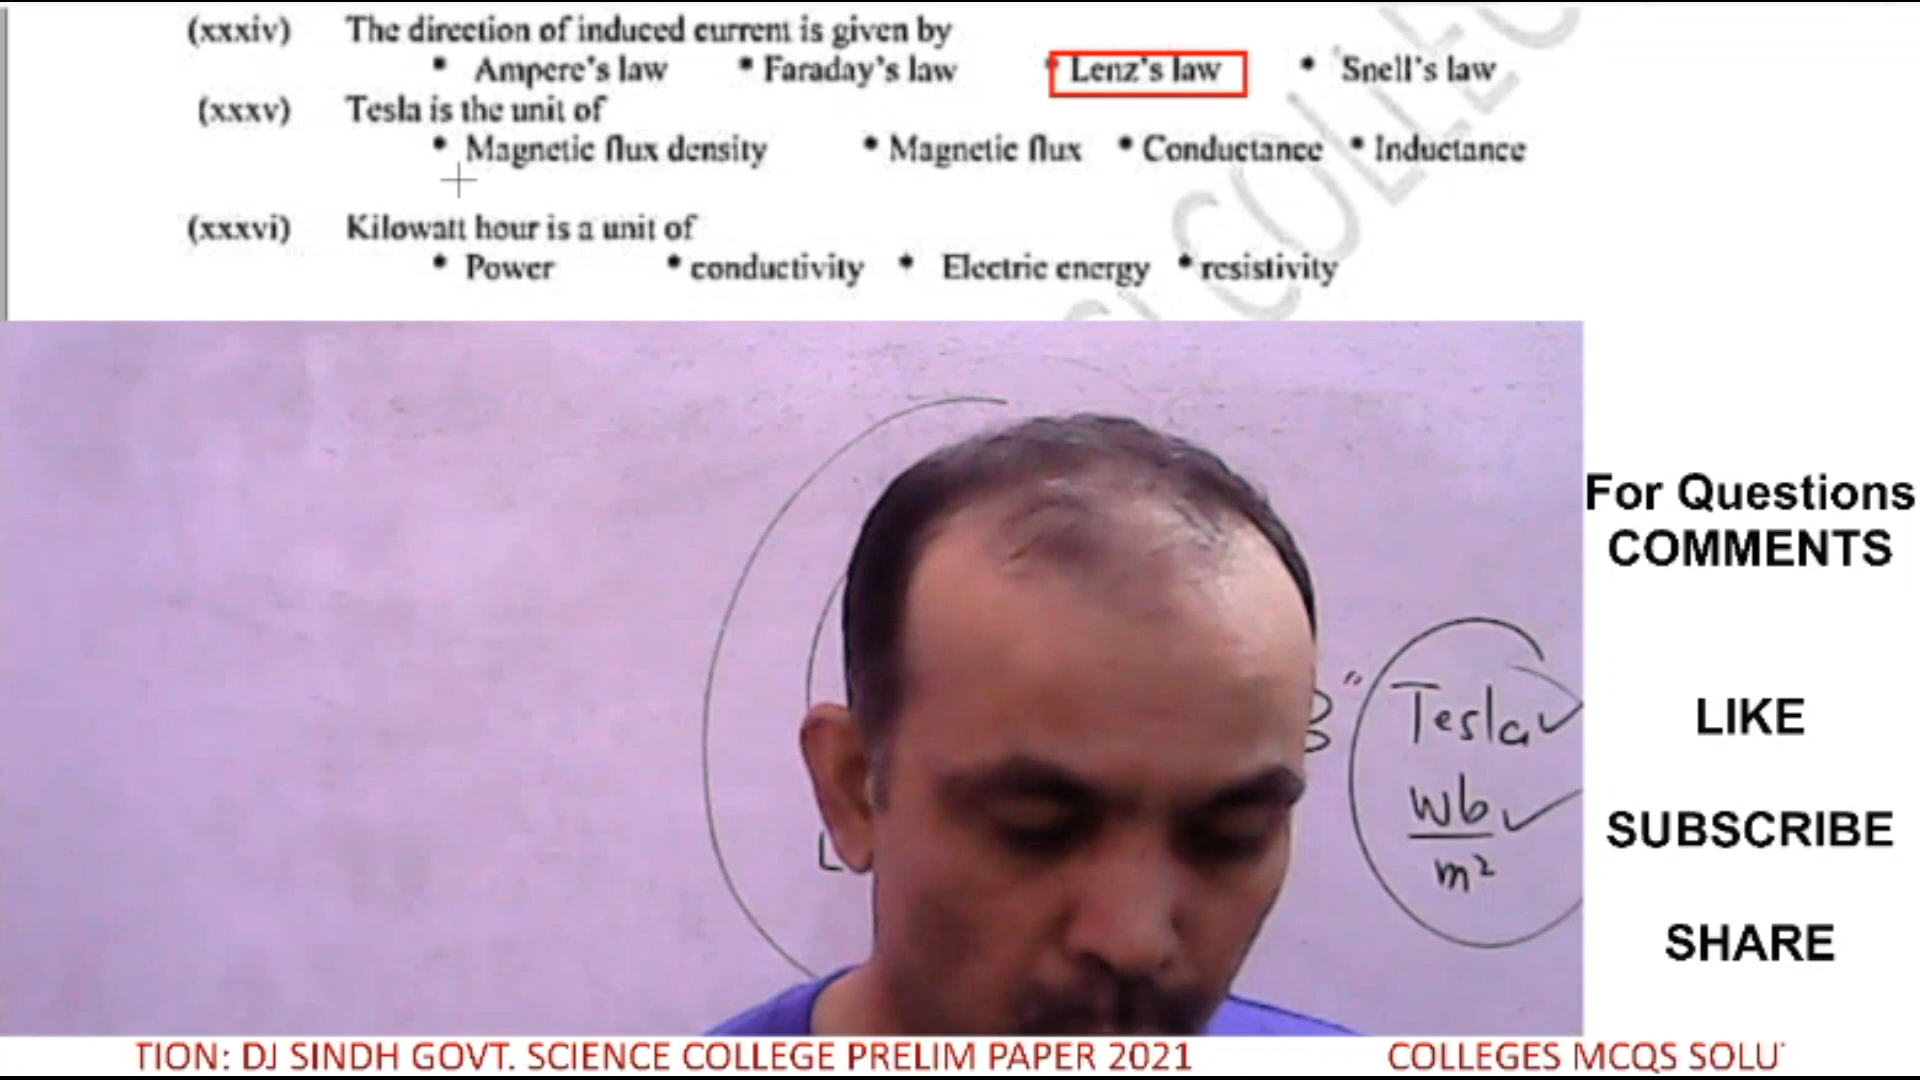 (xxxiv) The direction of induced current is given by
• Ampere's law • Faraday's law • Lenz's law • Snell's law
(xxxv) Tesla is the unit of
• Magnetic flux density • Magnetic flux • Conductance • Inductance
(xxxvi) Kilowatt hour is a unit of
• Power • conductivity • Electric energy • resistivity
COLLEG
For Questions
COMMENTS
LIKE
SUBSCRIBE
SHARE
B" Tesla
Wb
m²
L
TION: DJ SINDH GOVT. SCIENCE COLLEGE PRELIM PAPER 2021 COLLEGES MCQS SOLU